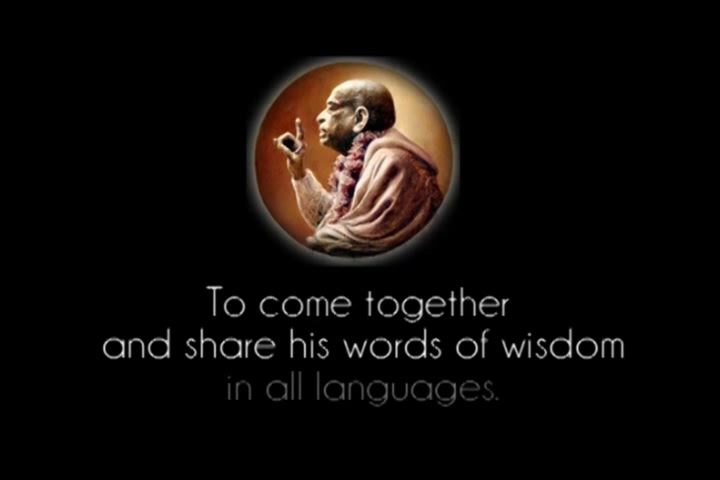 To come together
and share his words of wisdom
in all languages.